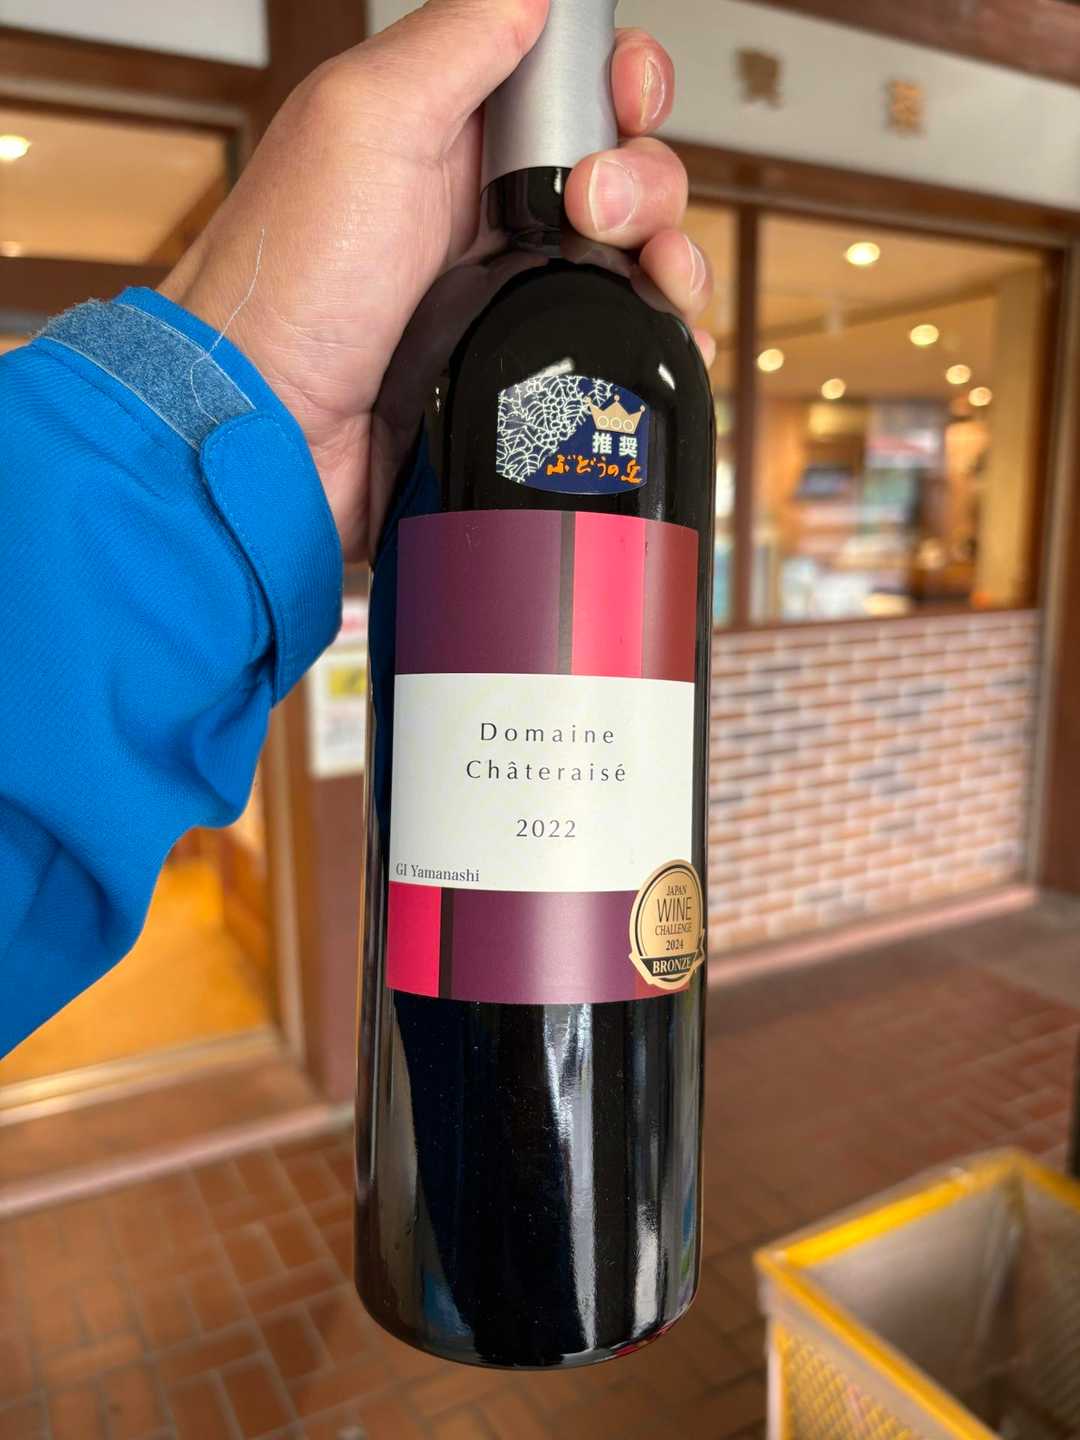 推奨
ぶどうの丘
Domaine
Châteraisé
2022
GI Yamanashi
JAPAN
WINE
CHALLENGE
2024
BRONZE